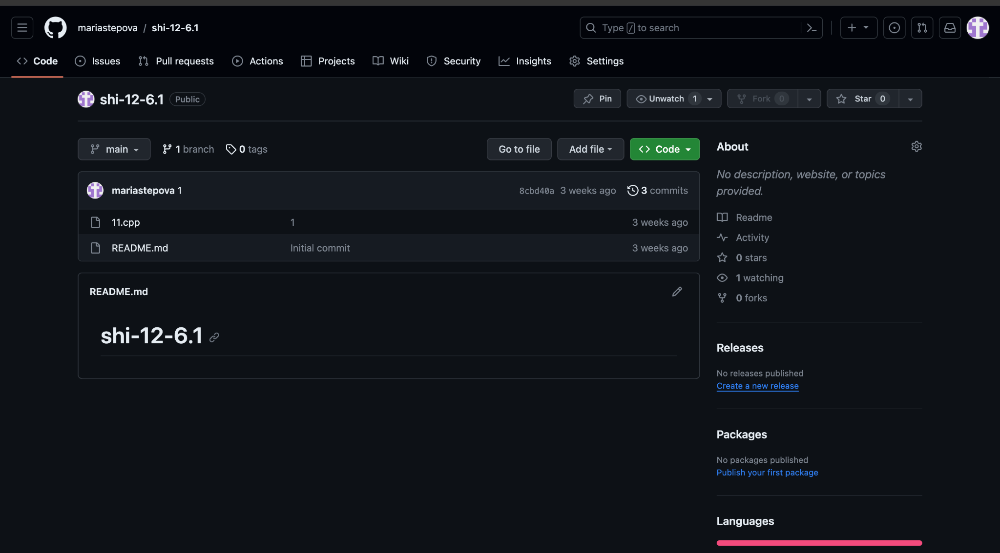 mariastepova / shi-12-6.1
Type / to search
Code Issues Pull requests Actions Projects Wiki Security Insights Settings
shi-12-6.1 Public
Pin Unwatch 1 Fork 0 Star 0
main 1 branch 0 tags Go to file Add file Code
mariastepova 1 8cbd40a 3 weeks ago 3 commits
11.cpp 1 3 weeks ago
README.md Initial commit 3 weeks ago
README.md
shi-12-6.1
About
No description, website, or topics
provided.
Readme
Activity
0 stars
1 watching
0 forks
Releases
No releases published
Create a new release
Packages
No packages published
Publish your first package
Languages